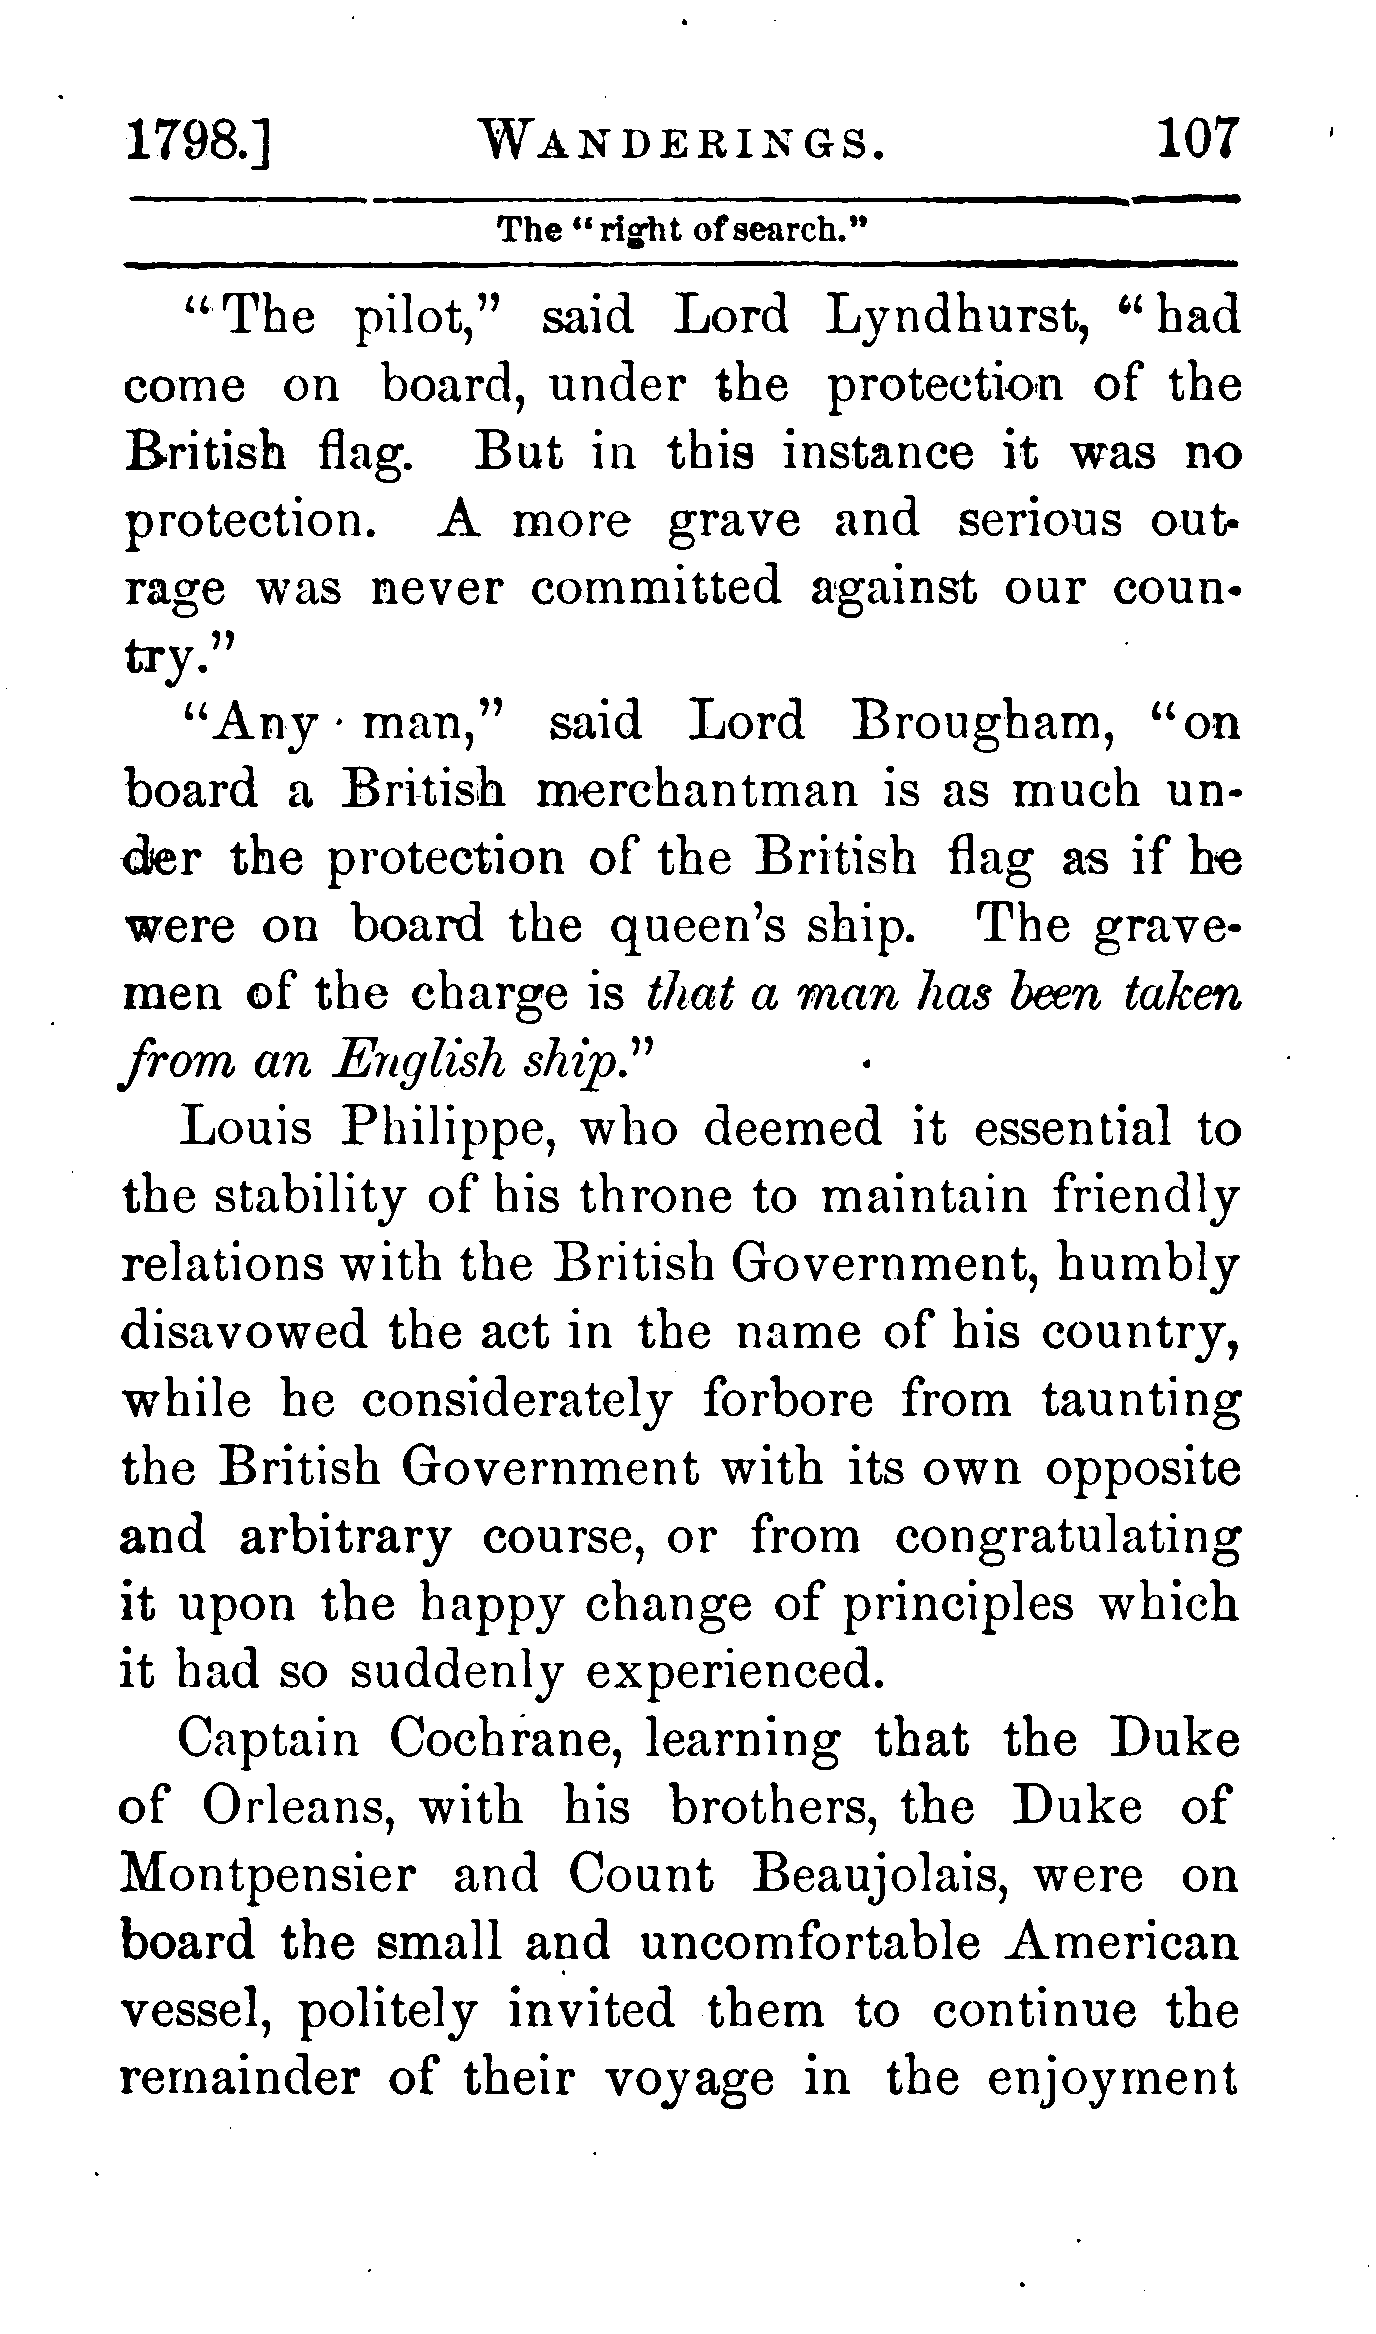 1798.] WANDERINGS. 107
The "right of search."
"The pilot," said Lord Lyndhurst, "had
come on board, under the protection of the
British flag. But in this instance it was no
protection. A more grave and serious out-
rage was never committed against our coun-
try."
"Any man," said Lord Brougham, "on
board a British merchantman is as much un-
der the protection of the British flag as if he
were on board the queen's ship. The grave-
men of the charge is that a man has been taken
from an English ship."
Louis Philippe, who deemed it essential to
the stability of his throne to maintain friendly
relations with the British Government, humbly
disavowed the act in the name of his country,
while he considerately forbore from taunting
the British Government with its own opposite
and arbitrary course, or from congratulating
it upon the happy change of principles which
it had so suddenly experienced.
Captain Cochrane, learning that the Duke
of Orleans, with his brothers, the Duke of
Montpensier and Count Beaujolais, were on
board the small and uncomfortable American
vessel, politely invited them to continue the
remainder of their voyage in the enjoyment